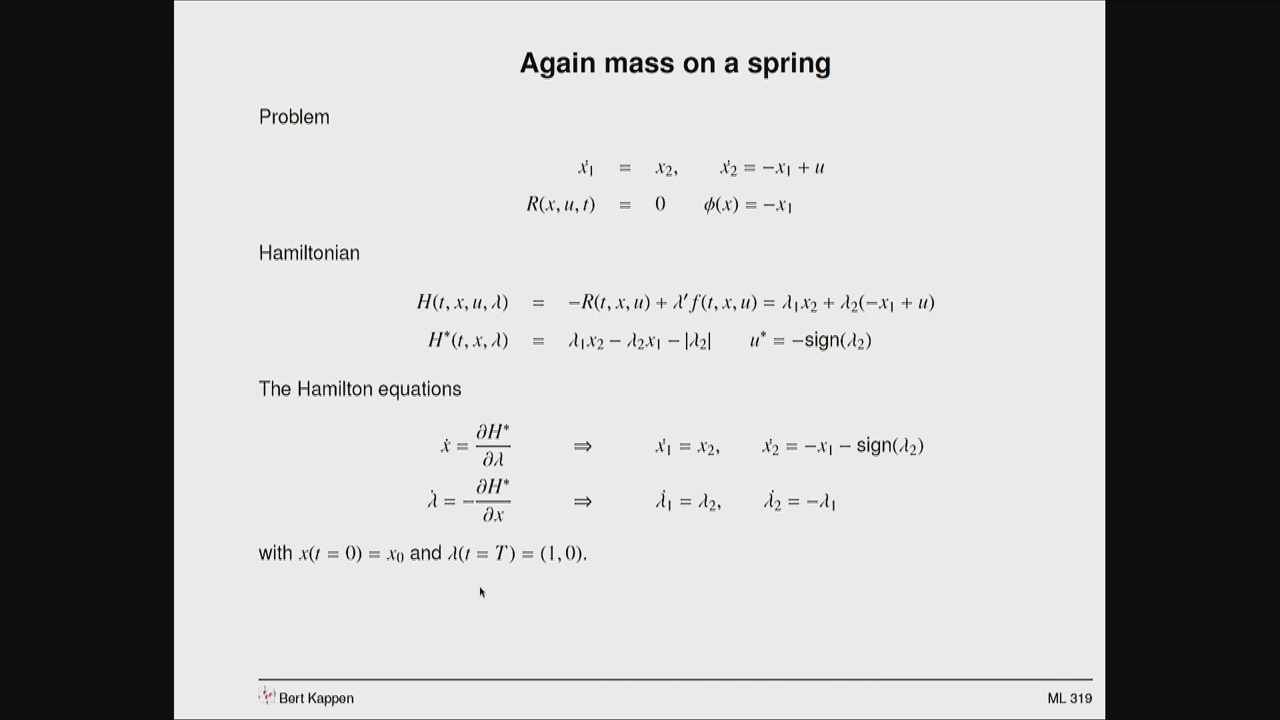 Again mass on a spring
Problem
ẋ₁ = x₂, ẋ₂ = −x₁ + u
R(x, u, t) = 0 ϕ(x) = −x₁
Hamiltonian
H(t, x, u, λ) = −R(t, x, u) + λ′f(t, x, u) = λ₁x₂ + λ₂(−x₁ + u)
H*(t, x, λ) = λ₁x₂ − λ₂x₁ − |λ₂| u* = −sign(λ₂)
The Hamilton equations
ẋ = ∂H*/∂λ ⇒ ẋ₁ = x₂, ẋ₂ = −x₁ − sign(λ₂)
λ̇ = −∂H*/∂x ⇒ λ̇₁ = λ₂, λ̇₂ = −λ₁
with x(t = 0) = x₀ and λ(t = T) = (1, 0).
Bert Kappen
ML 319